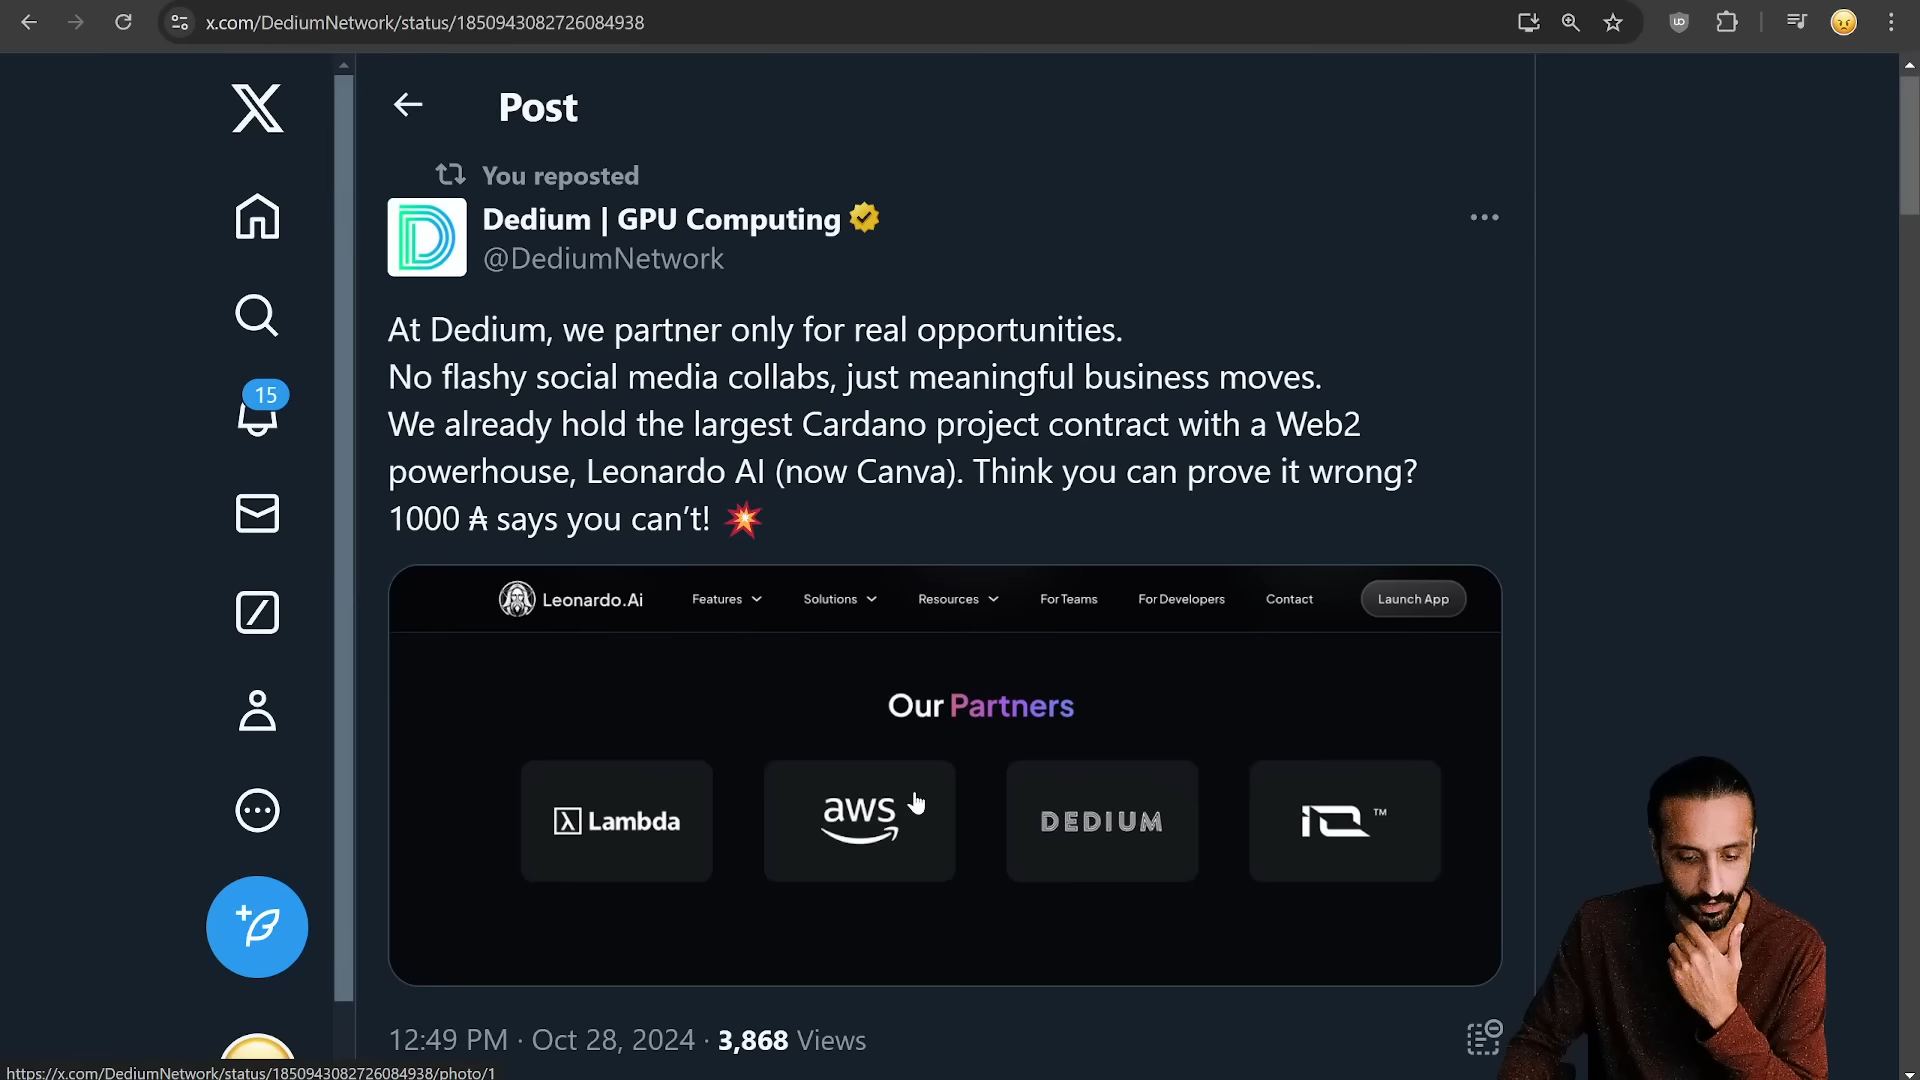 x.com/DediumNetwork/status/1850943082726084938
Post
You reposted
Dedium | GPU Computing
@DediumNetwork
At Dedium, we partner only for real opportunities.
No flashy social media collabs, just meaningful business moves.
We already hold the largest Cardano project contract with a Web2
powerhouse, Leonardo AI (now Canva). Think you can prove it wrong?
1000 ₳ says you can’t! 💥
15
Leonardo.Ai Features Solutions Resources For Teams For Developers Contact Launch App
Our Partners
Lambda aws DEDIUM IO™
12:49 PM · Oct 28, 2024 · 3,868 Views
https://x.com/DediumNetwork/status/1850943082726084938/photo/1